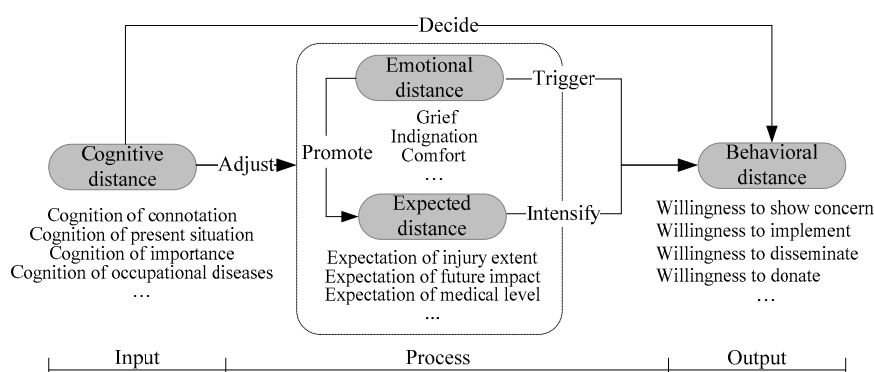 Decide
Emotional
distance
Trigger
Grief
Indignation
Comfort
…
Cognitive
distance
Adjust
Promote
Behavioral
distance
Expected
distance
Intensify
Cognition of connotation
Cognition of present situation
Cognition of importance
Cognition of occupational diseases
…
Expectation of injury extent
Expectation of future impact
Expectation of medical level
...
Willingness to show concern
Willingness to implement
Willingness to disseminate
Willingness to donate
…
Input
Process
Output